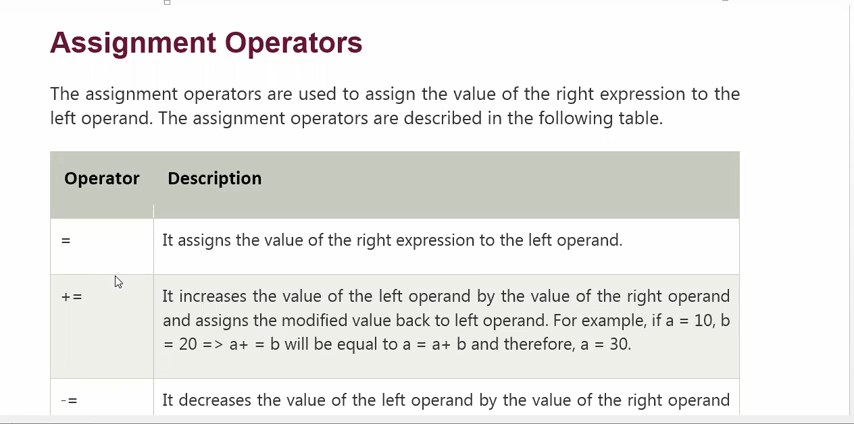 Assignment Operators
The assignment operators are used to assign the value of the right expression to the
left operand. The assignment operators are described in the following table.
Operator Description
= It assigns the value of the right expression to the left operand.
+= It increases the value of the left operand by the value of the right operand
and assigns the modified value back to left operand. For example, if a = 10, b
= 20 => a+ = b will be equal to a = a+ b and therefore, a = 30.
-= It decreases the value of the left operand by the value of the right operand